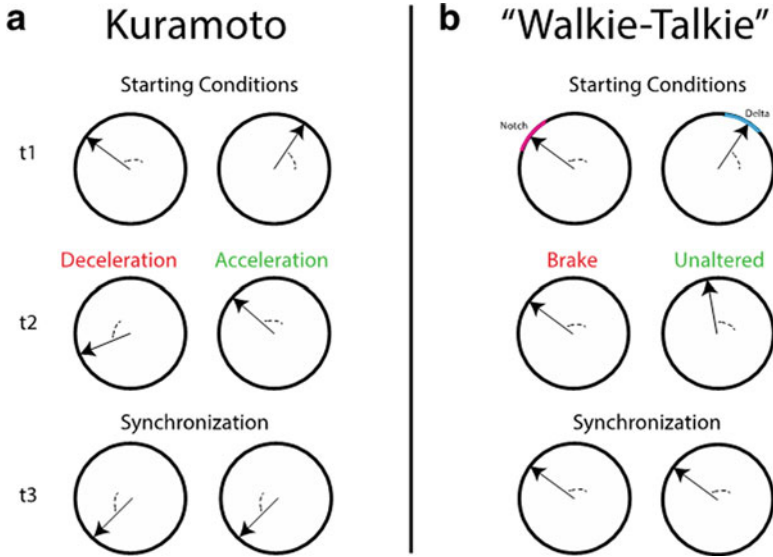 a Kuramoto
Starting Conditions
t1
Deceleration Acceleration
t2
Synchronization
t3
b “Walkie-Talkie”
Starting Conditions
Notch
Delta
Brake Unaltered
Synchronization